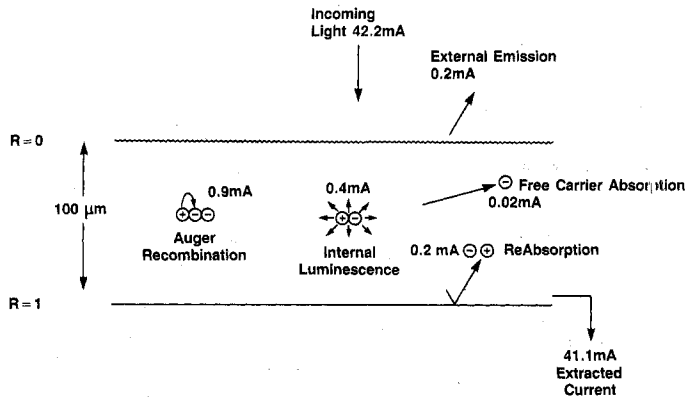 Incoming
Light 42.2mA
External Emission
0.2mA
R=0
100 μm
0.9mA
Auger
Recombination
0.4mA
Internal
Luminescence
Free Carrier Absorption
0.02mA
0.2 mA
ReAbsorption
R=1
41.1mA
Extracted
Current